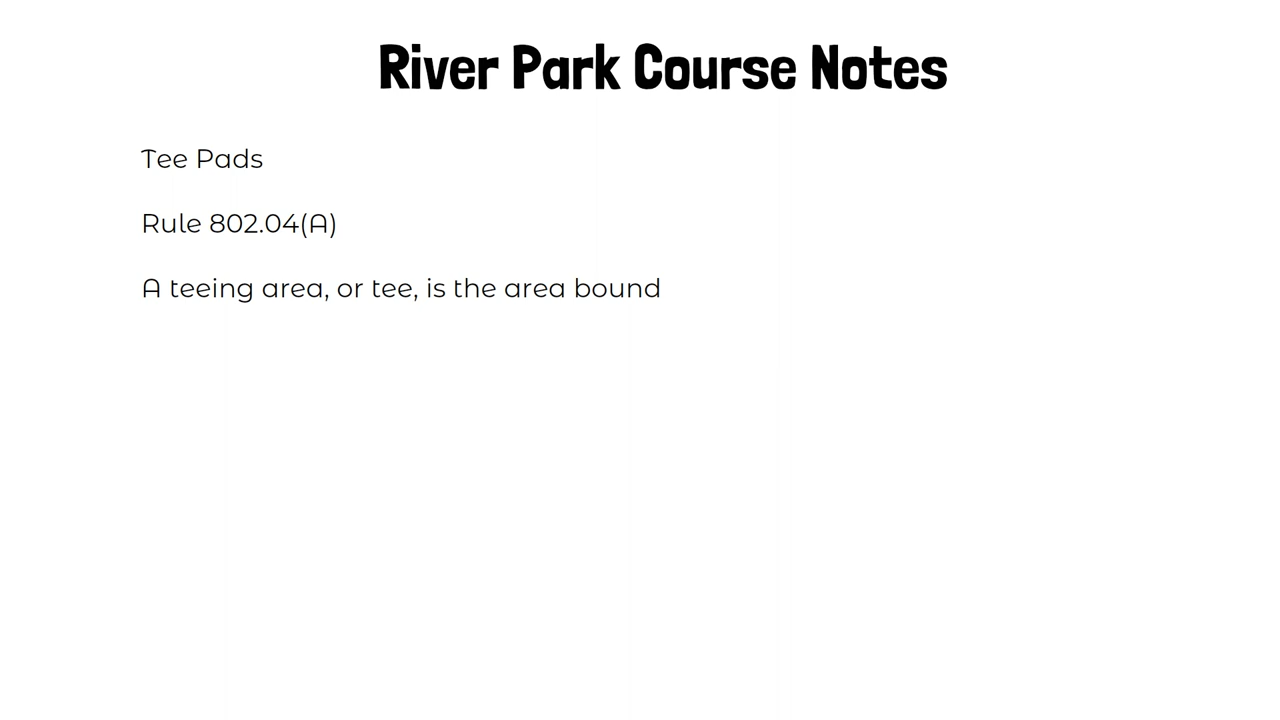 River Park Course Notes
Tee Pads
Rule 802.04(A)
A teeing area, or tee, is the area bound